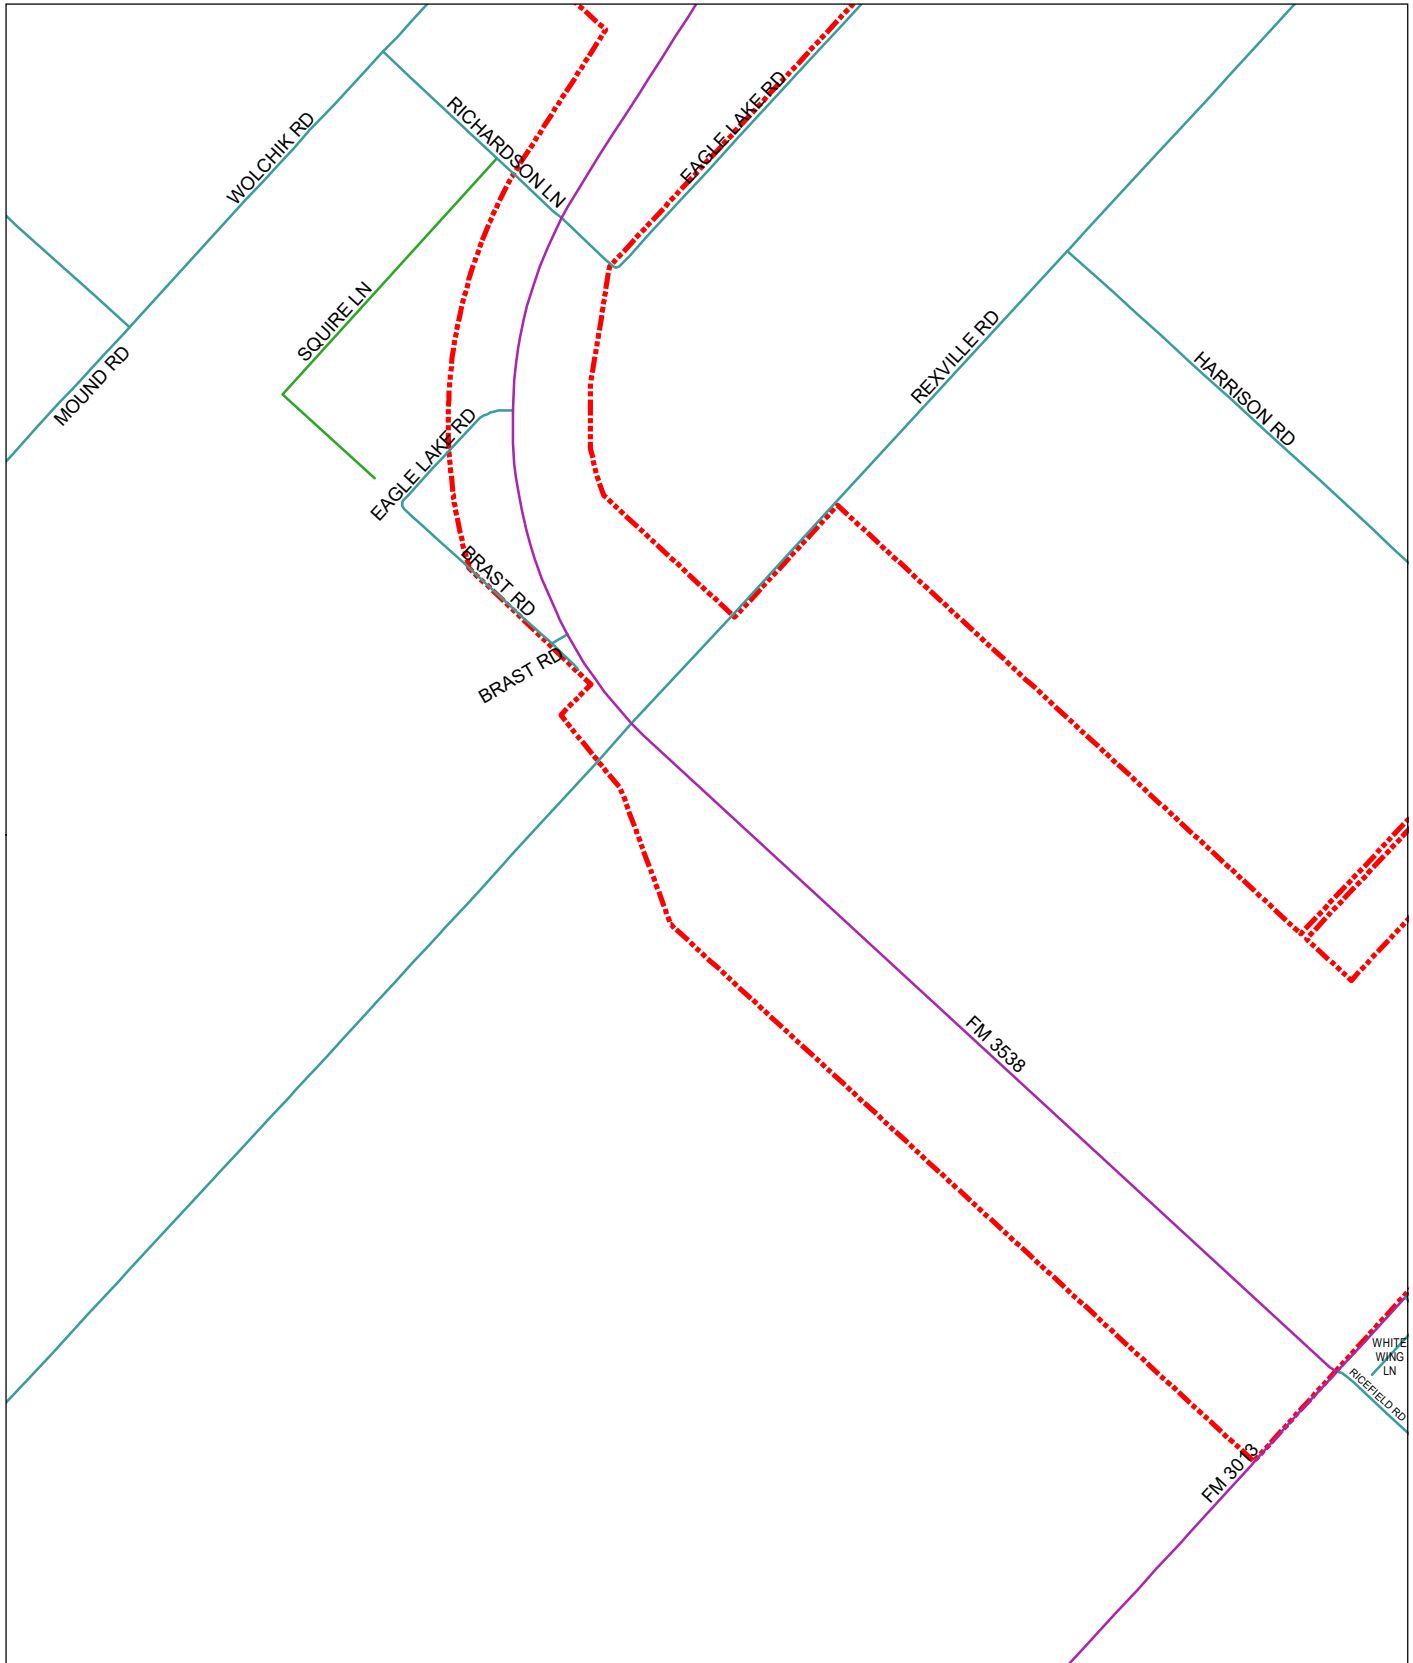 RICHARDSON LN
EAGLE LAKE RD
WOLCHIK RD
SQUIRE LN
MOUND RD
REXVILLE RD
HARRISON RD
EAGLE LAKE RD
BRAST RD
BRAST RD
FM 3538
WHITE
WING
LN
RICEFIELD RD
FM 3013